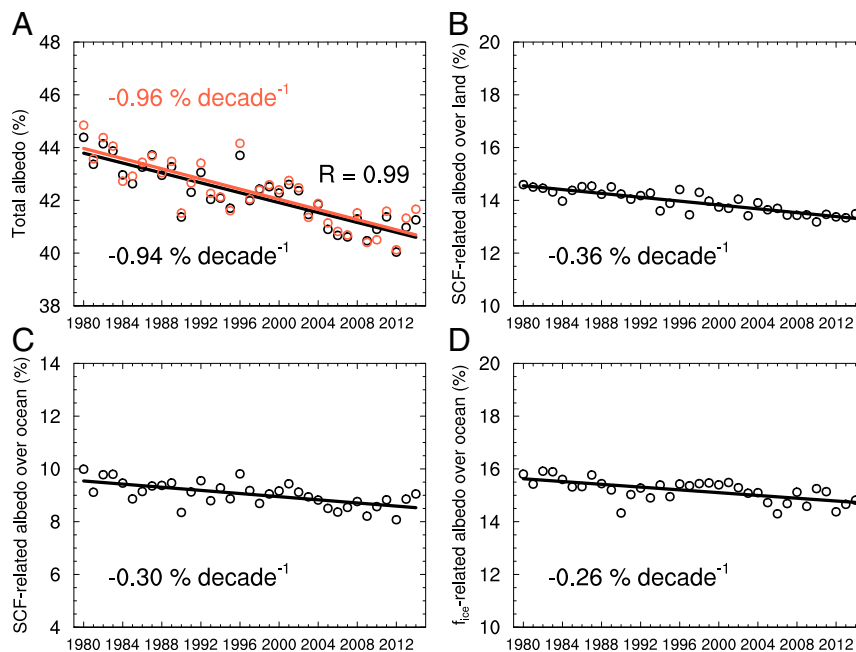 A
Total albedo (%)
48
46
44
42
40
38
-0.96 % decade⁻¹
R = 0.99
-0.94 % decade⁻¹
1980 1984 1988 1992 1996 2000 2004 2008 2012
B
SCF-related albedo over land (%)
20
18
16
14
12
10
-0.36 % decade⁻¹
1980 1984 1988 1992 1996 2000 2004 2008 2012
C
SCF-related albedo over ocean (%)
14
12
10
8
6
4
-0.30 % decade⁻¹
1980 1984 1988 1992 1996 2000 2004 2008 2012
D
fice-related albedo over ocean (%)
20
18
16
14
12
10
-0.26 % decade⁻¹
1980 1984 1988 1992 1996 2000 2004 2008 2012